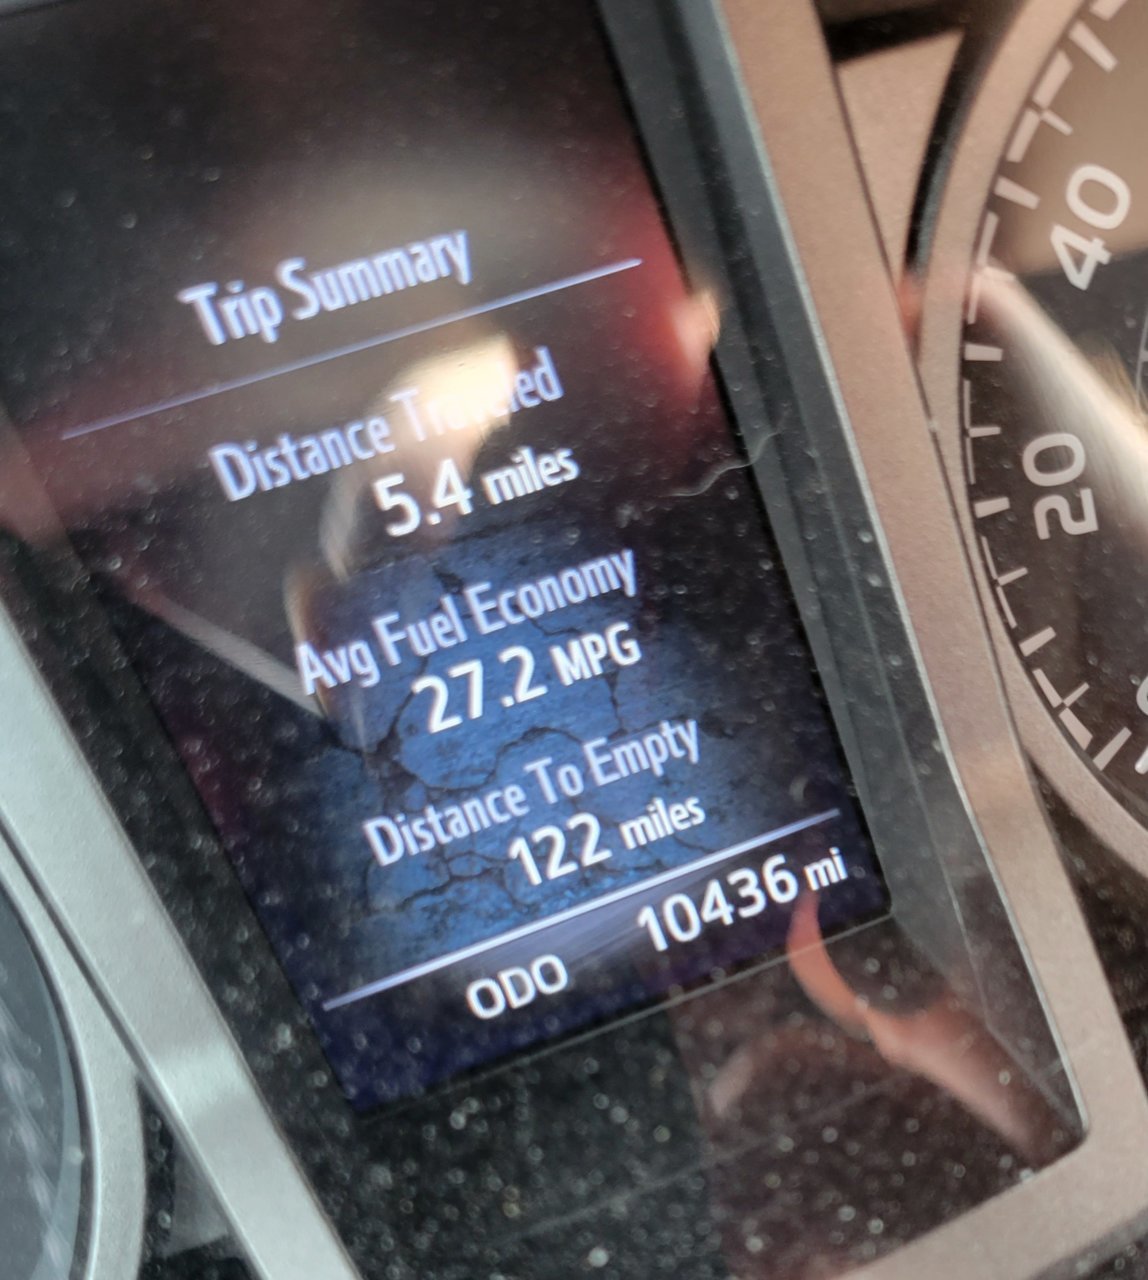 Trip Summary
Distance Traveled
5.4 miles
Avg Fuel Economy
27.2 MPG
Distance To Empty
122 miles
ODO 10436 mi
40
20